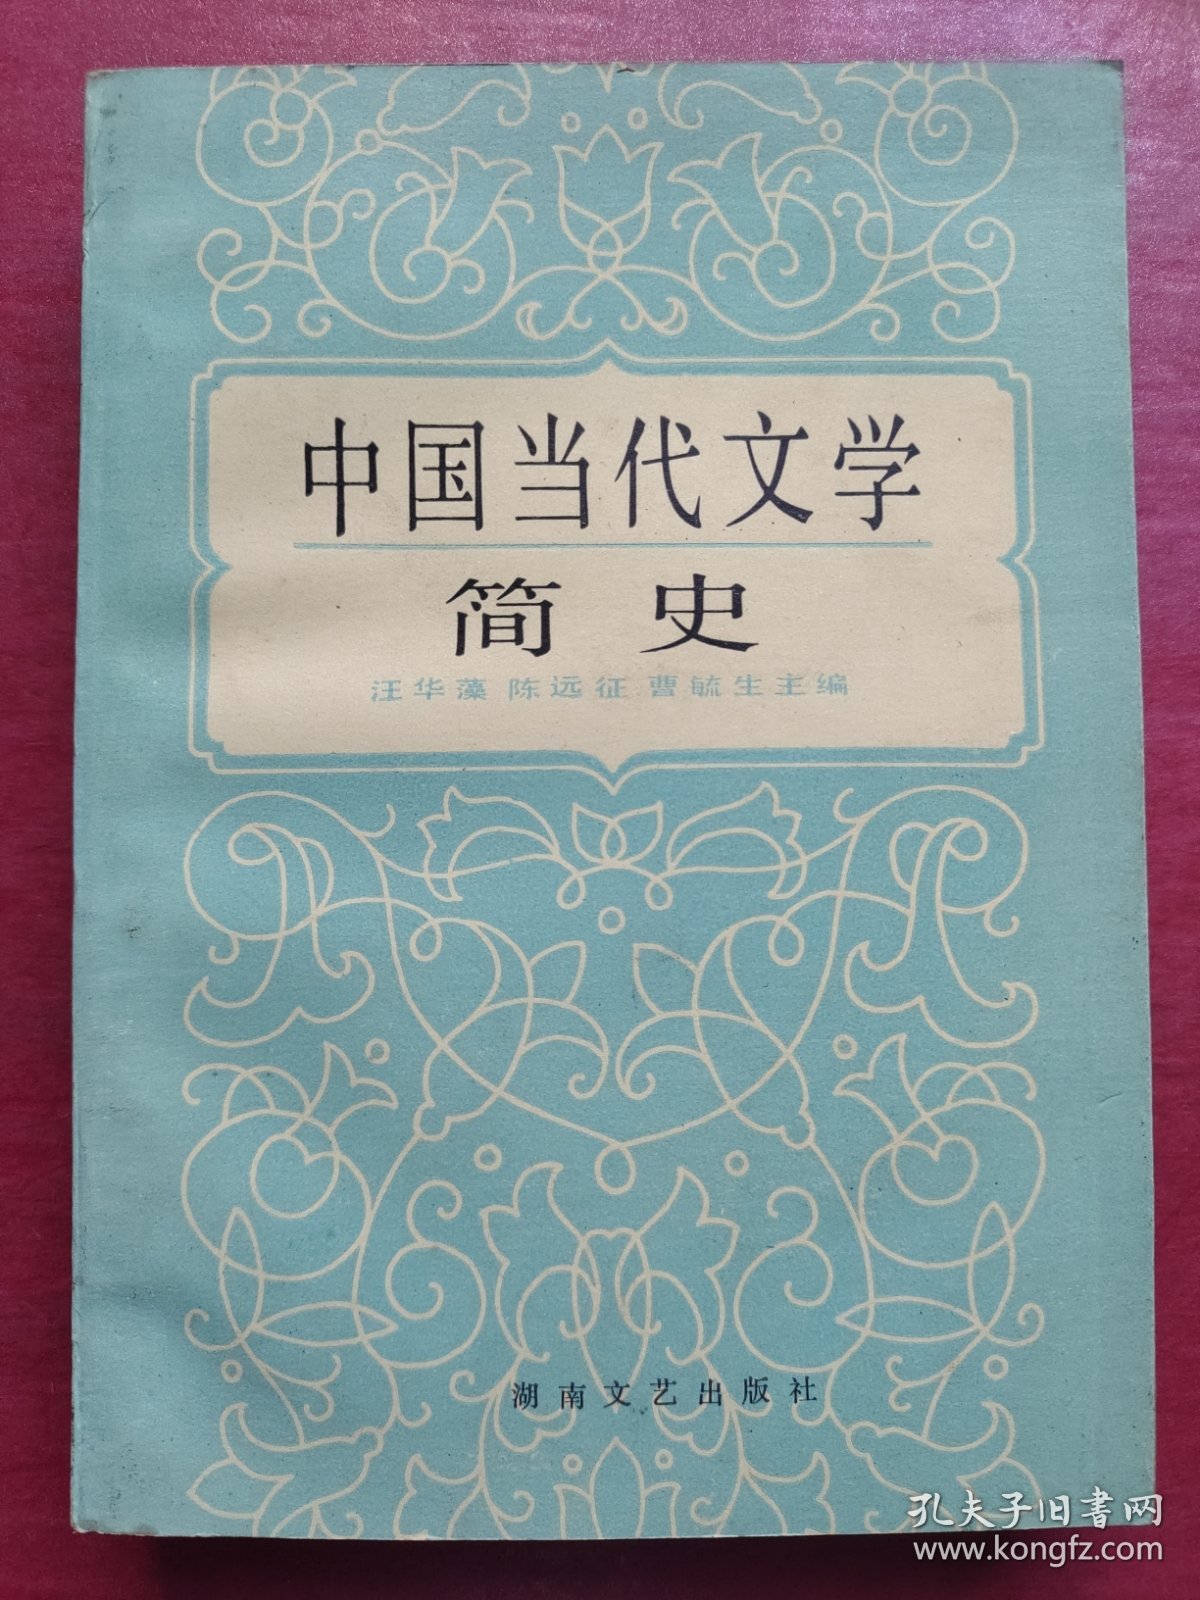 中国当代文学
简史
汪华藻 陈远征 曹毓生主编
湖南文艺出版社
孔夫子旧書网
www.kongfz.com